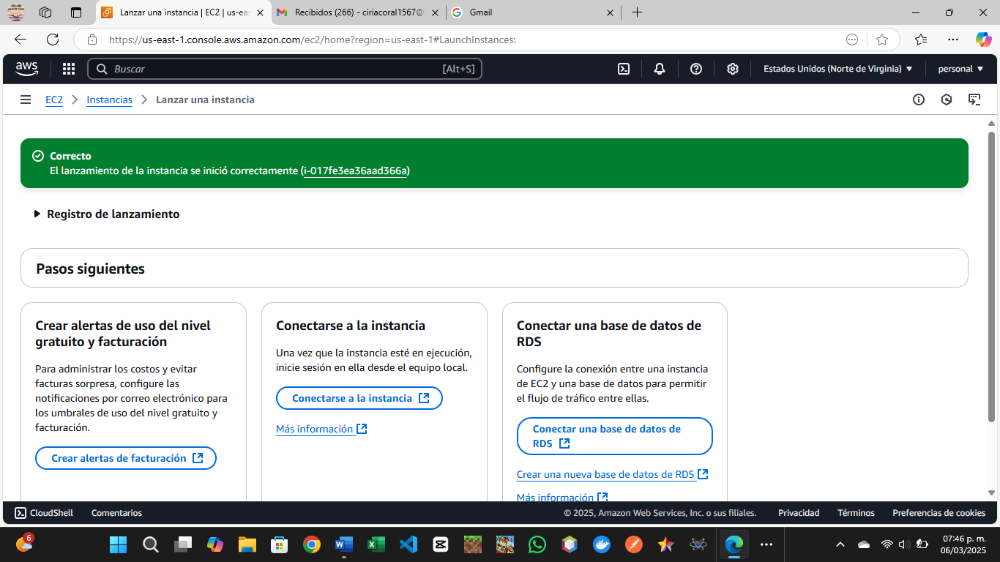 Lanzar una instancia | EC2 | us-eas
Recibidos (266) - ciriacoral1567@
Gmail
https://us-east-1.console.aws.amazon.com/ec2/home?region=us-east-1#LaunchInstances:
aws
Buscar
[Alt+S]
Estados Unidos (Norte de Virginia)
personal
EC2
Instancias
Lanzar una instancia
Correcto
El lanzamiento de la instancia se inició correctamente (i-017fe3ea36aad366a)
Registro de lanzamiento
Pasos siguientes
Crear alertas de uso del nivel
gratuito y facturación
Para administrar los costos y evitar
facturas sorpresa, configure las
notificaciones por correo electrónico para
los umbrales de uso del nivel gratuito y
facturación.
Crear alertas de facturación
Conectarse a la instancia
Una vez que la instancia esté en ejecución,
inicie sesión en ella desde el equipo local.
Conectarse a la instancia
Más información
Conectar una base de datos de
RDS
Configure la conexión entre una instancia
de EC2 y una base de datos para permitir
el flujo de tráfico entre ellas.
Conectar una base de datos de
RDS
Crear una nueva base de datos de RDS
Más información
CloudShell
Comentarios
© 2025, Amazon Web Services, Inc. o sus filiales.
Privacidad
Términos
Preferencias de cookies
6
07:46 p. m.
06/03/2025